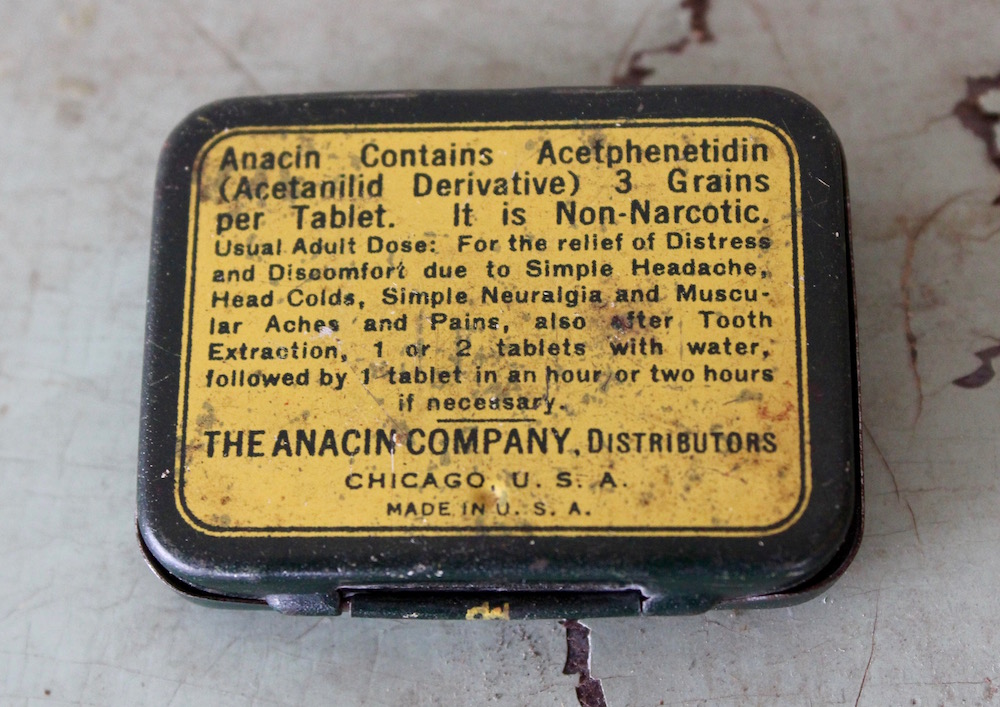 Anacin Contains Acetphenetidin
(Acetanilid Derivative) 3 Grains
per Tablet. It is Non-Narcotic.
Usual Adult Dose: For the relief of Distress
and Discomfort due to Simple Headache,
Head Colds, Simple Neuralgia and Muscu-
lar Aches and Pains, also after Tooth
Extraction, 1 or 2 tablets with water,
followed by 1 tablet in an hour or two hours
if necessary.
THE ANACIN COMPANY, DISTRIBUTORS
CHICAGO, U. S. A.
MADE IN U. S. A.